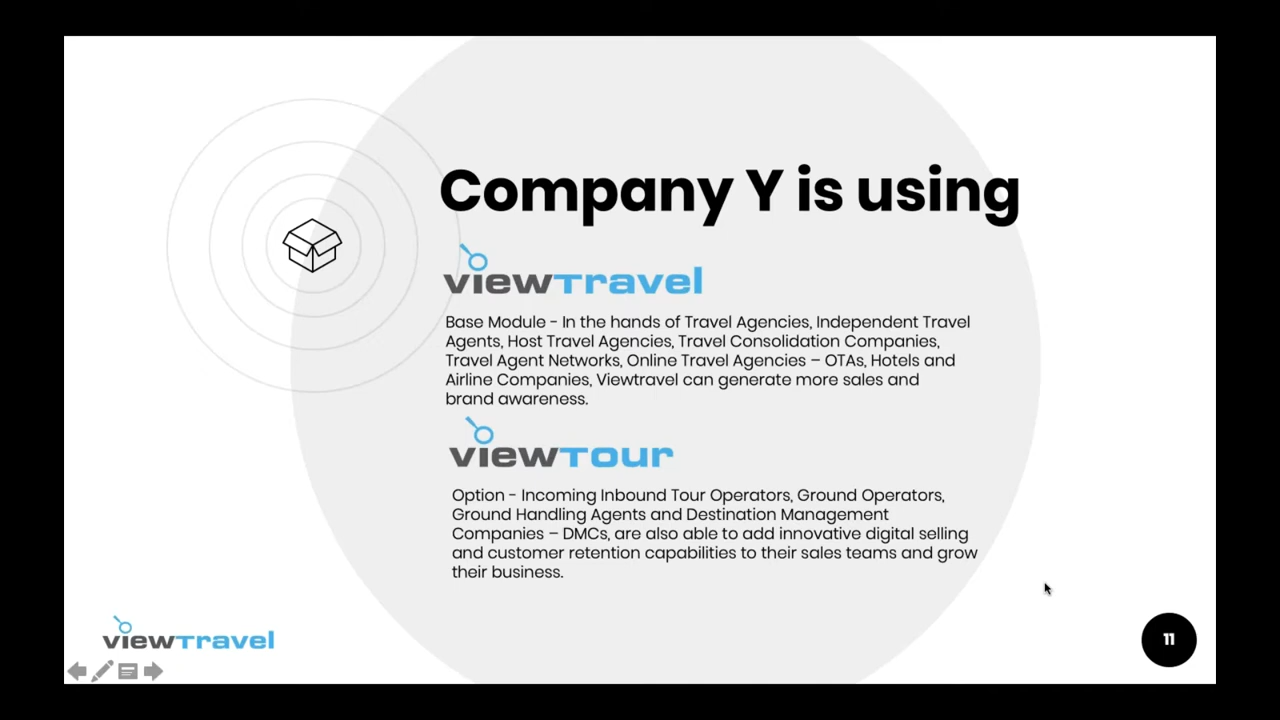 Company Y is using
viewtravel
Base Module - In the hands of Travel Agencies, Independent Travel
Agents, Host Travel Agencies, Travel Consolidation Companies,
Travel Agent Networks, Online Travel Agencies – OTAs, Hotels and
Airline Companies, Viewtravel can generate more sales and
brand awareness.
viewtour
Option - Incoming Inbound Tour Operators, Ground Operators,
Ground Handling Agents and Destination Management
Companies – DMCs, are also able to add innovative digital selling
and customer retention capabilities to their sales teams and grow
their business.
viewtravel
11